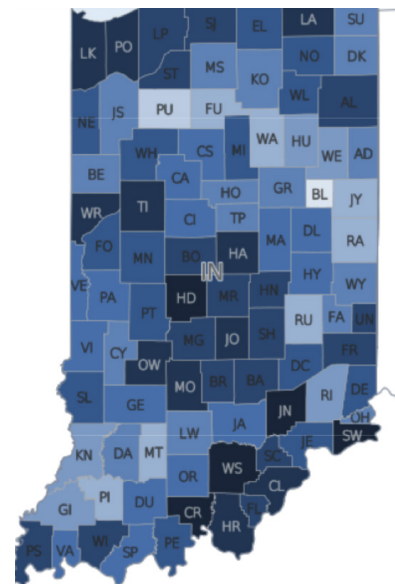 LA SU
LK PO LP SJ EL
ST NO DK
MS KO
WL AL
NE JS PU FU
WA HU WE AD
WH CS MI
BE CA
HO GR BL JY
WR TI
CI TP
MA DL RA
FO MN BO HA
IN
HY
VE PA HD MR HN WY
PT RU FA UN
MG JO SH FR
VI CY OW
DC
MO BR BA
SL GE JN RI DE
OH
LW JA JE SW
KN DA MT
WS SC
OR CL
GI PI DU
CR HR FL
PS VA WI SP PE